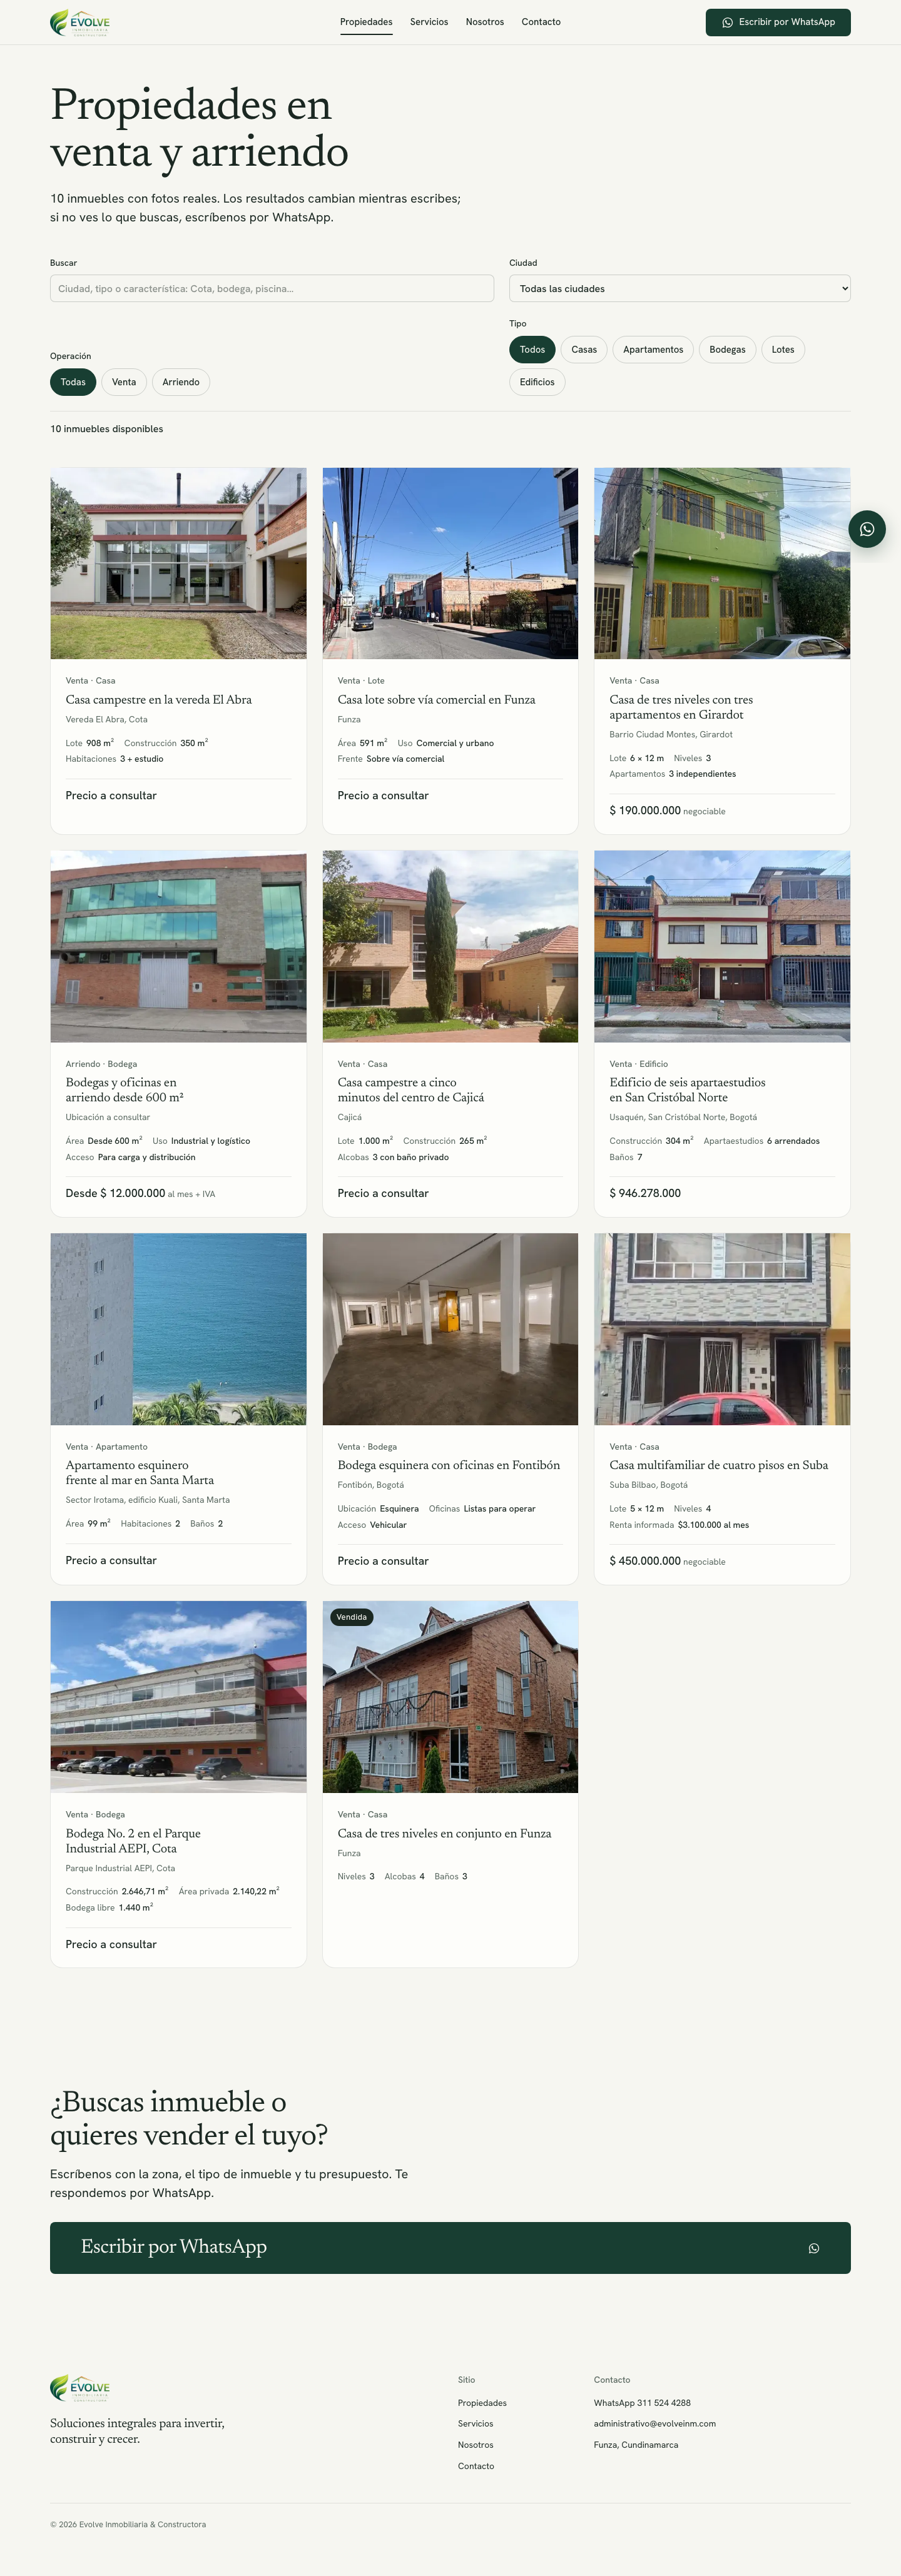 EVOLVE
INMOBILIARIA
Propiedades
Servicios
Nosotros
Contacto
Escribir por WhatsApp
Propiedades en
venta y arriendo
10 inmuebles con fotos reales. Los resultados cambian mientras escribes;
si no ves lo que buscas, escríbenos por WhatsApp.
Buscar
Ciudad, tipo o característica: Cota, bodega, piscina...
Ciudad
Todas las ciudades
Operación
Todas
Venta
Arriendo
Tipo
Todos
Casas
Apartamentos
Bodegas
Lotes
Edificios
10 inmuebles disponibles
Venta · Casa
Casa campestre en la vereda El Abra
Vereda El Abra, Cota
Lote 908 m² Construcción 350 m²
Habitaciones 3 + estudio
Precio a consultar
Venta · Lote
Casa lote sobre vía comercial en Funza
Funza
Área 591 m² Uso Comercial y urbano
Frente Sobre vía comercial
Precio a consultar
Venta · Casa
Casa de tres niveles con tres
apartamentos en Girardot
Barrio Ciudad Montes, Girardot
Lote 6 × 12 m Niveles 3
Apartamentos 3 independientes
$ 190.000.000 negociable
Arriendo · Bodega
Bodegas y oficinas en
arriendo desde 600 m²
Ubicación a consultar
Área Desde 600 m² Uso Industrial y logístico
Acceso Para carga y distribución
Desde $ 12.000.000 al mes + IVA
Venta · Casa
Casa campestre a cinco
minutos del centro de Cajicá
Cajicá
Lote 1.000 m² Construcción 265 m²
Alcobas 3 con baño privado
Precio a consultar
Venta · Edificio
Edificio de seis apartaestudios
en San Cristóbal Norte
Usaquén, San Cristóbal Norte, Bogotá
Construcción 304 m² Apartaestudios 6 arrendados
Baños 7
$ 946.278.000
Venta · Apartamento
Apartamento esquinero
frente al mar en Santa Marta
Sector Irotama, edificio Kuali, Santa Marta
Área 99 m² Habitaciones 2 Baños 2
Precio a consultar
Venta · Bodega
Bodega esquinera con oficinas en Fontibón
Fontibón, Bogotá
Ubicación Esquinera Oficinas Listas para operar
Acceso Vehicular
Precio a consultar
Venta · Casa
Casa multifamiliar de cuatro pisos en Suba
Suba Bilbao, Bogotá
Lote 5 × 12 m Niveles 4
Renta informada $3.100.000 al mes
$ 450.000.000 negociable
Venta · Bodega
Bodega No. 2 en el Parque
Industrial AEPI, Cota
Parque Industrial AEPI, Cota
Construcción 2.646,71 m² Área privada 2.140,22 m²
Bodega libre 1.440 m²
Precio a consultar
Vendida
Venta · Casa
Casa de tres niveles en conjunto en Funza
Funza
Niveles 3 Alcobas 4 Baños 3
¿Buscas inmueble o
quieres vender el tuyo?
Escríbenos con la zona, el tipo de inmueble y tu presupuesto. Te
respondemos por WhatsApp.
Escribir por WhatsApp
EVOLVE
INMOBILIARIA
Soluciones integrales para invertir,
construir y crecer.
Sitio
Propiedades
Servicios
Nosotros
Contacto
Contacto
WhatsApp 311 524 4288
administrativo@evolveinm.com
Funza, Cundinamarca
© 2026 Evolve Inmobiliaria & Constructora